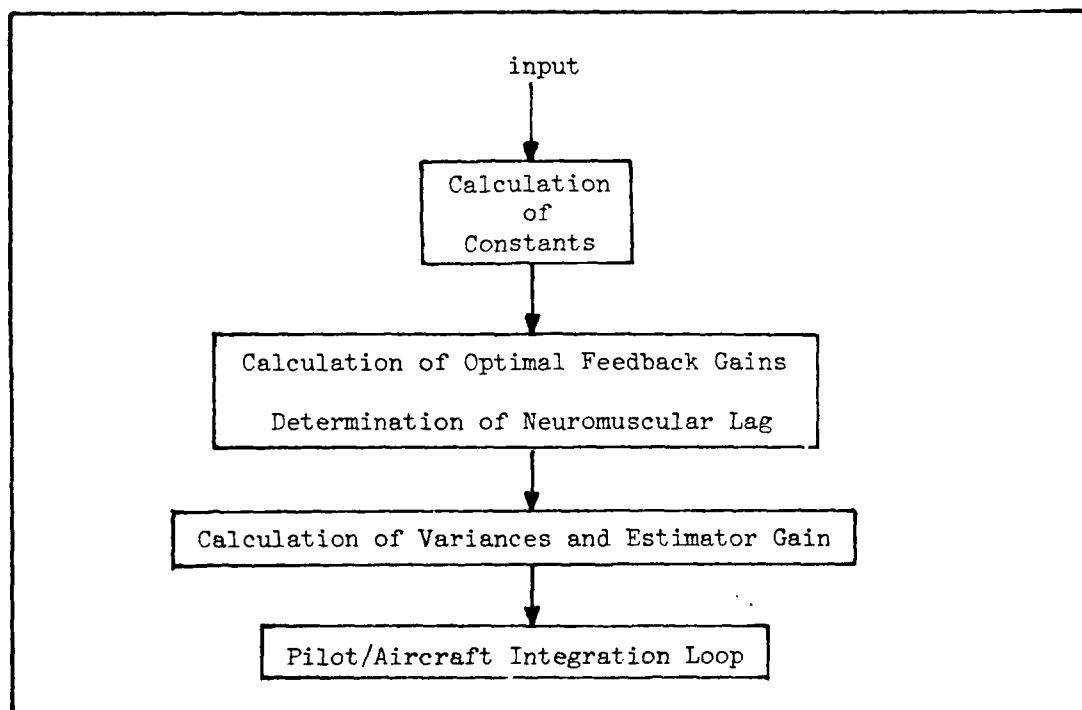 input
Calculation
of
Constants
Calculation of Optimal Feedback Gains
Determination of Neuromuscular Lag
Calculation of Variances and Estimator Gain
Pilot/Aircraft Integration Loop